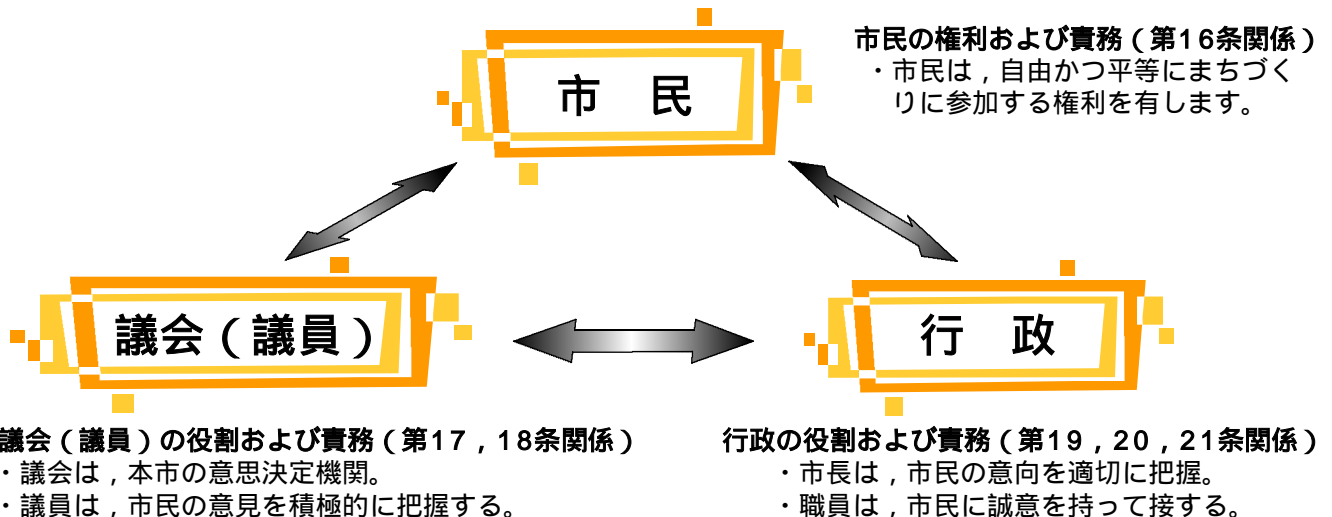 市民の権利および責務（第16条関係）
・市民は，自由かつ平等にまちづく
りに参加する権利を有します。
市　民
議会（議員）
行　政
議会（議員）の役割および責務（第17，18条関係）
・議会は，本市の意思決定機関。
・議員は，市民の意見を積極的に把握する。
行政の役割および責務（第19，20，21条関係）
・市長は，市民の意向を適切に把握。
・職員は，市民に誠意を持って接する。